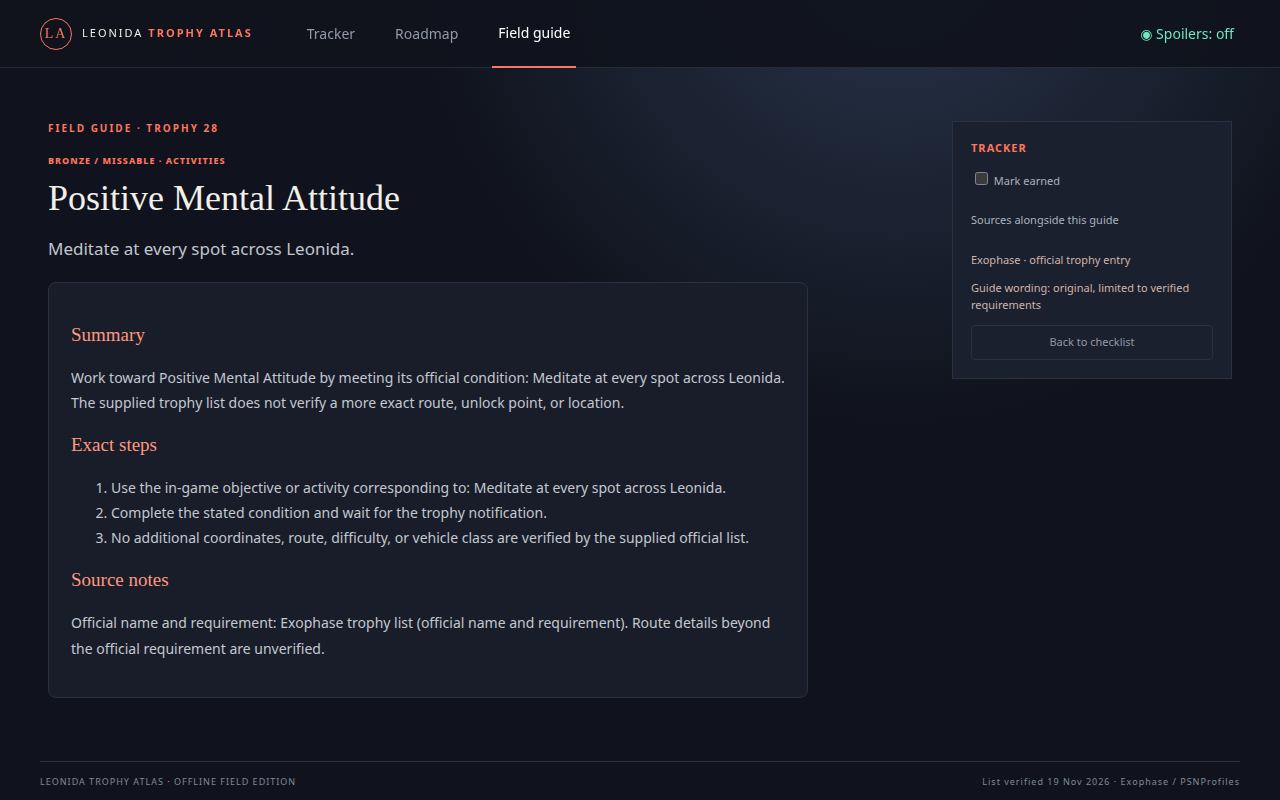 LA LEONIDA TROPHY ATLAS Tracker Roadmap Field guide ◉ Spoilers: off
FIELD GUIDE · TROPHY 28
BRONZE / MISSABLE · ACTIVITIES
Positive Mental Attitude
Meditate at every spot across Leonida.
Summary
Work toward Positive Mental Attitude by meeting its official condition: Meditate at every spot across Leonida.
The supplied trophy list does not verify a more exact route, unlock point, or location.
Exact steps
1. Use the in-game objective or activity corresponding to: Meditate at every spot across Leonida.
2. Complete the stated condition and wait for the trophy notification.
3. No additional coordinates, route, difficulty, or vehicle class are verified by the supplied official list.
Source notes
Official name and requirement: Exophase trophy list (official name and requirement). Route details beyond
the official requirement are unverified.
TRACKER
Mark earned
Sources alongside this guide
Exophase · official trophy entry
Guide wording: original, limited to verified
requirements
Back to checklist
LEONIDA TROPHY ATLAS · OFFLINE FIELD EDITION
List verified 19 Nov 2026 · Exophase / PSNProfiles